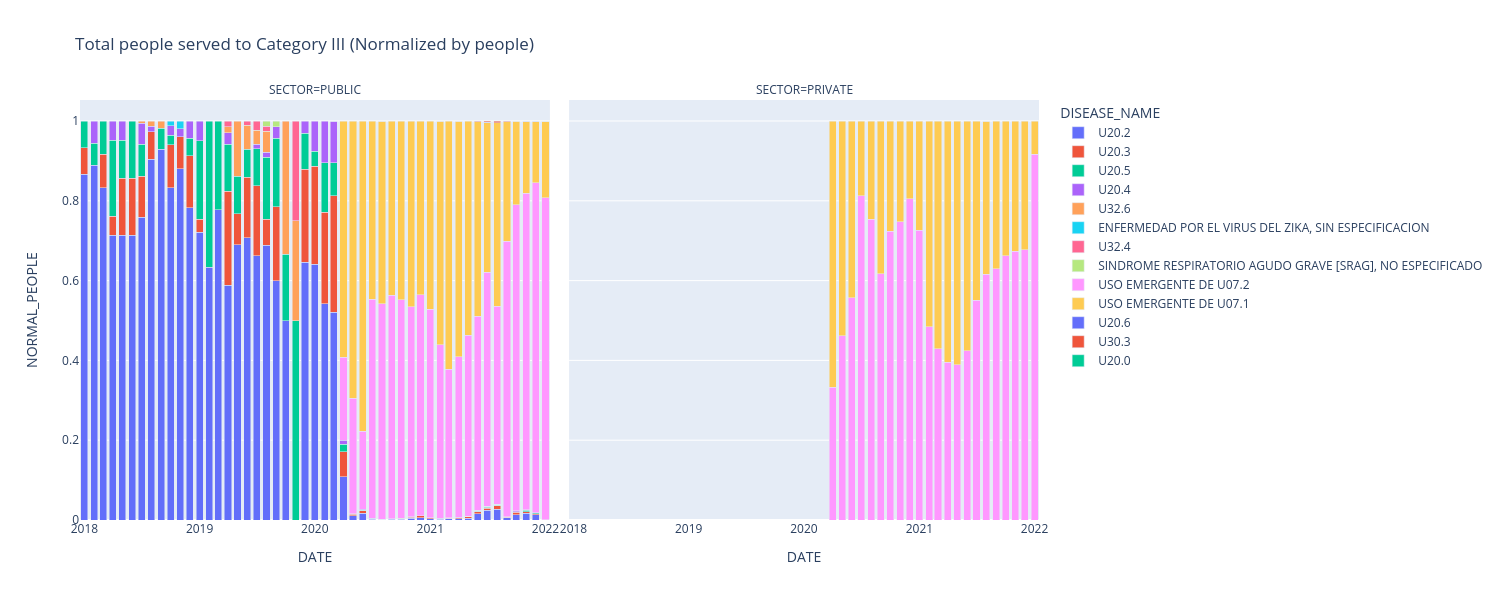 Total people served to Category III (Normalized by people)
SECTOR=PUBLIC
SECTOR=PRIVATE
NORMAL_PEOPLE
1
0.8
0.6
0.4
0.2
0
2018
2019
2020
2021
2022
2018
2019
2020
2021
2022
DATE
DATE
DISEASE_NAME
U20.2
U20.3
U20.5
U20.4
U32.6
ENFERMEDAD POR EL VIRUS DEL ZIKA, SIN ESPECIFICACION
U32.4
SINDROME RESPIRATORIO AGUDO GRAVE [SRAG], NO ESPECIFICADO
USO EMERGENTE DE U07.2
USO EMERGENTE DE U07.1
U20.6
U30.3
U20.0